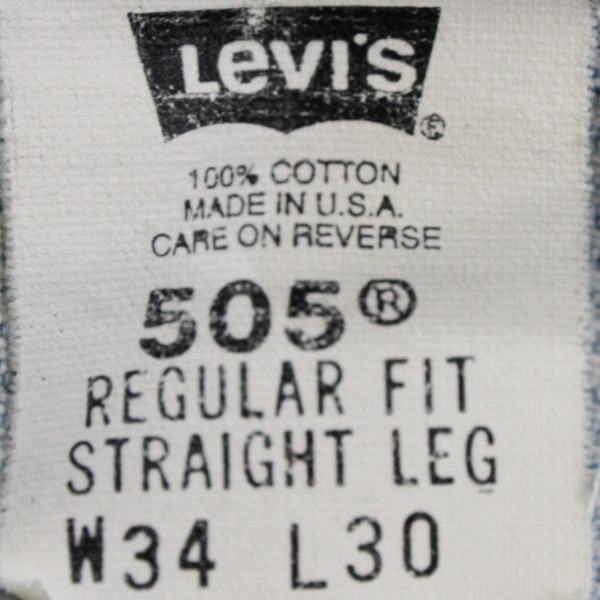 Levi's
®
100% COTTON
MADE IN U.S.A.
CARE ON REVERSE
505®
REGULAR FIT
STRAIGHT LEG
W34 L30